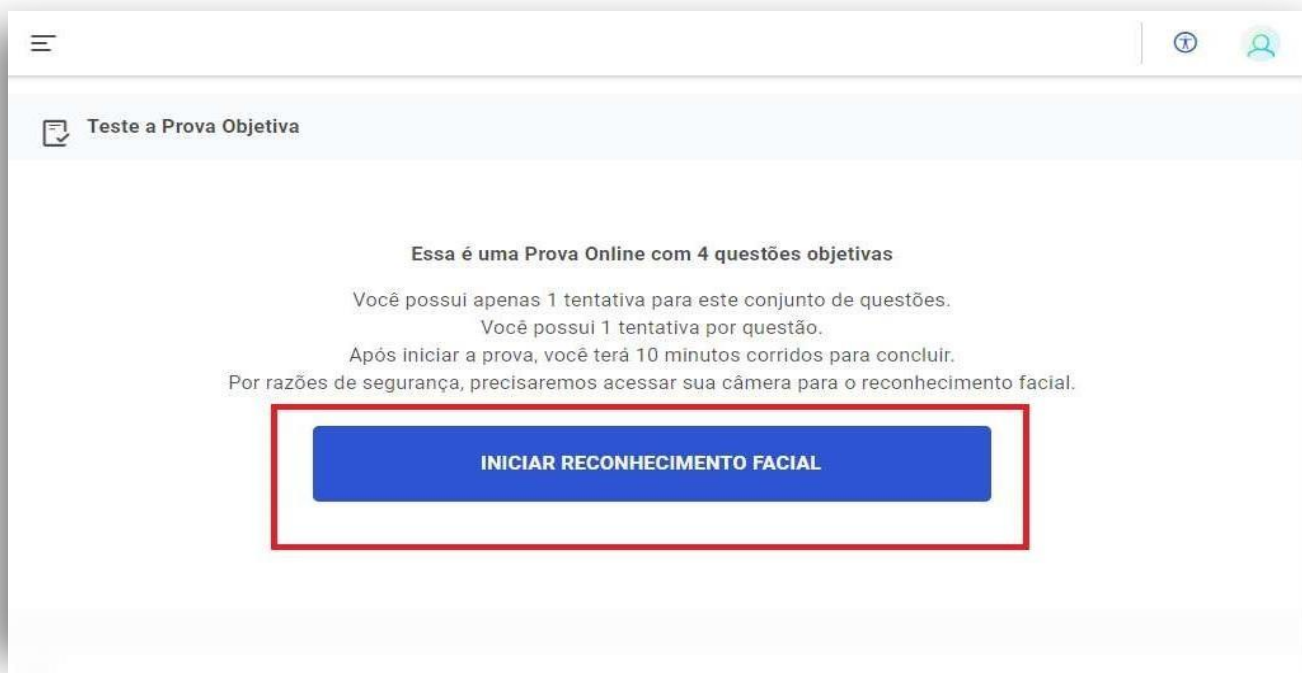 Teste a Prova Objetiva
Essa é uma Prova Online com 4 questões objetivas
Você possui apenas 1 tentativa para este conjunto de questões.
Você possui 1 tentativa por questão.
Após iniciar a prova, você terá 10 minutos corridos para concluir.
Por razões de segurança, precisaremos acessar sua câmera para o reconhecimento facial.
INICIAR RECONHECIMENTO FACIAL